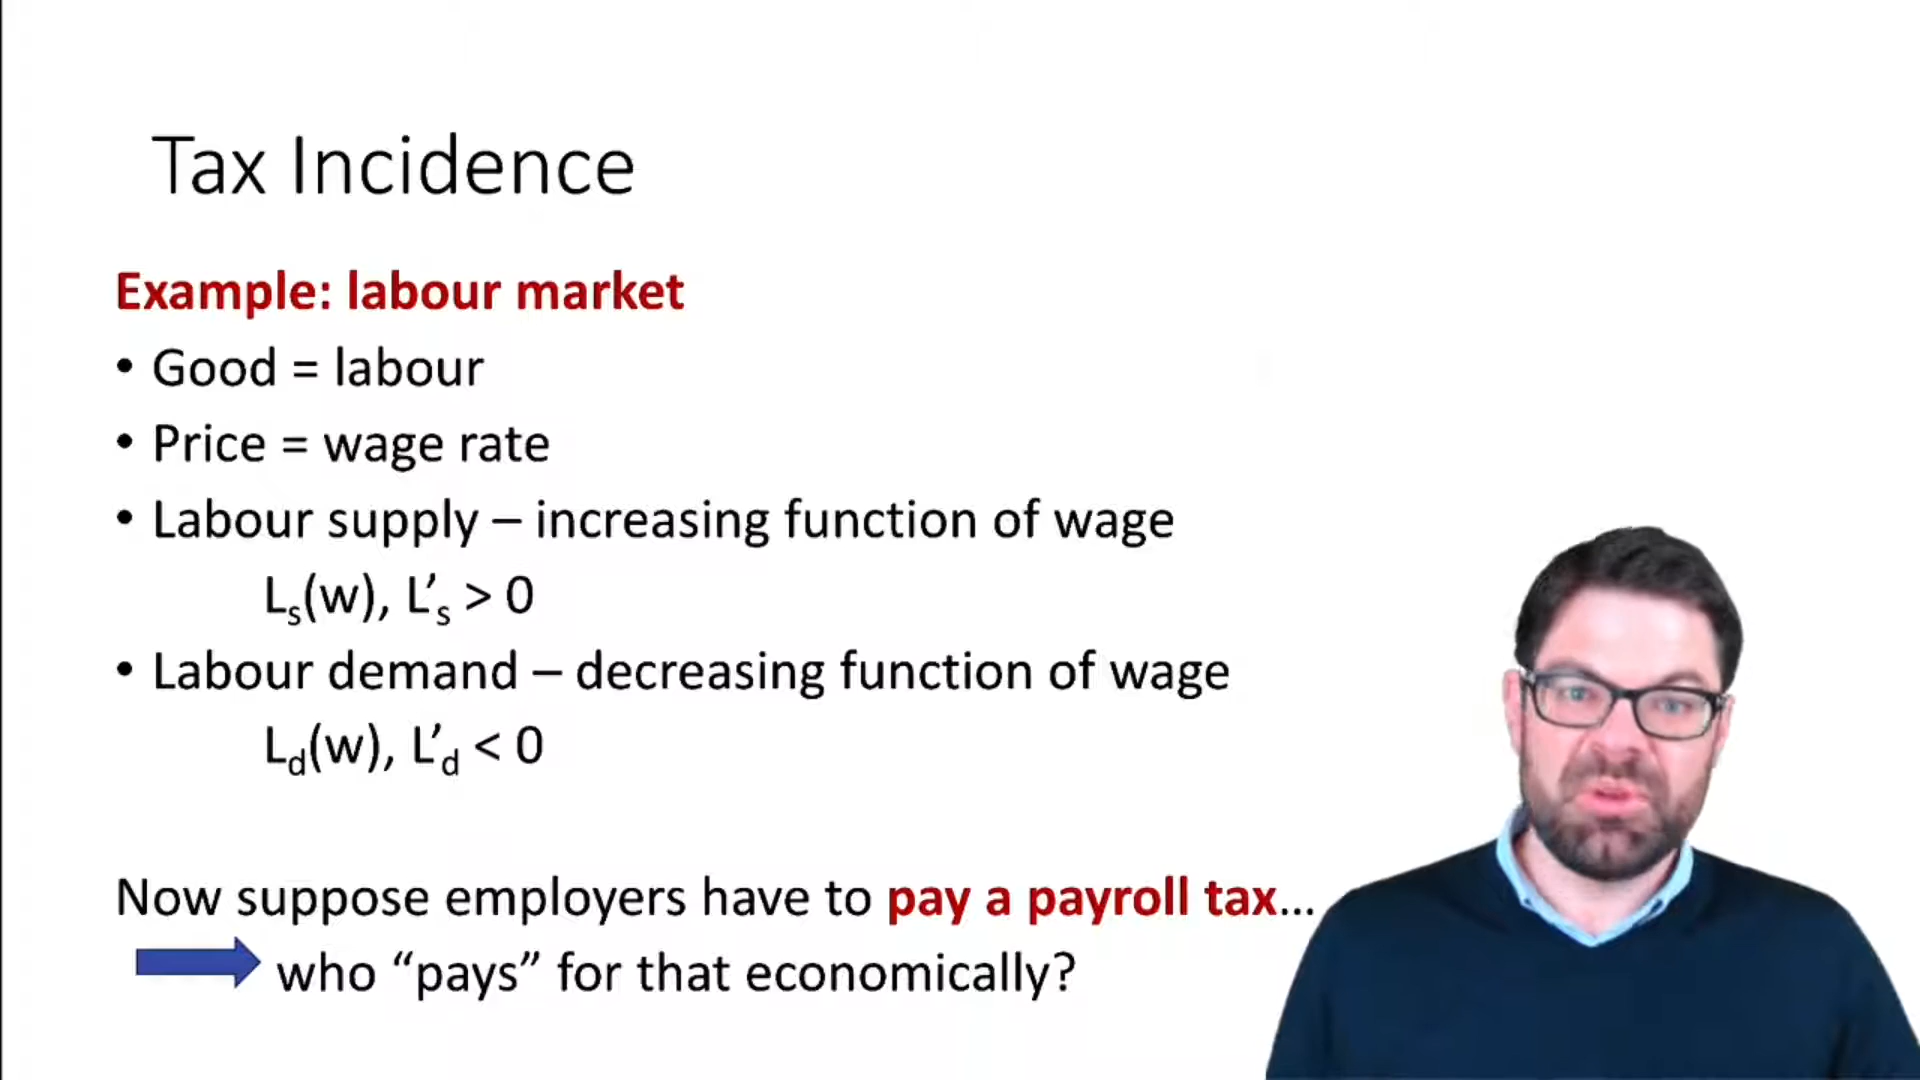 Tax Incidence
Example: labour market
• Good = labour
• Price = wage rate
• Labour supply – increasing function of wage
Lₛ(w), L’ₛ > 0
• Labour demand – decreasing function of wage
L_d(w), L’_d < 0
Now suppose employers have to pay a payroll tax...
who “pays” for that economically?